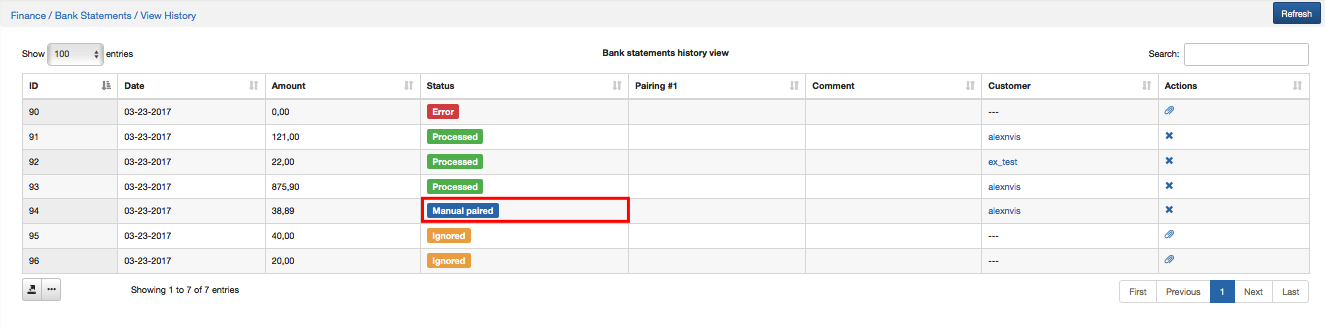 Finance / Bank Statements / View History Refresh
Show 100 entries Bank statements history view Search:
ID Date Amount Status Pairing #1 Comment Customer Actions
90 03-23-2017 0,00 Error ---
91 03-23-2017 121,00 Processed alexnvis
92 03-23-2017 22,00 Processed ex_test
93 03-23-2017 875,90 Processed alexnvis
94 03-23-2017 38,89 Manual paired alexnvis
95 03-23-2017 40,00 Ignored ---
96 03-23-2017 20,00 Ignored ---
Showing 1 to 7 of 7 entries First Previous 1 Next Last